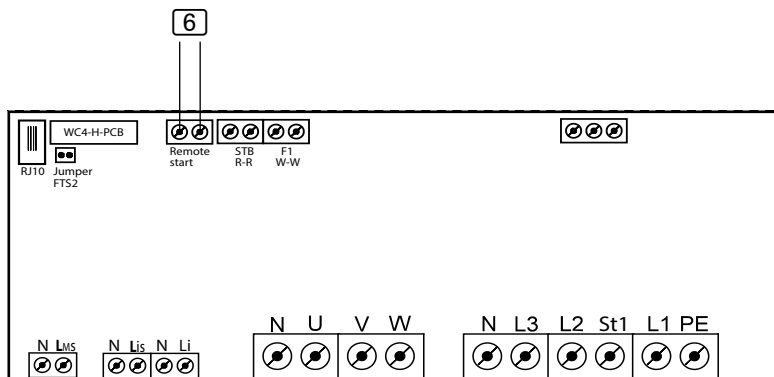 6
WC4-H-PCB
RJ10
Jumper
FTS2
Remote
start
STB
R-R
F1
W-W
N LMS
N Lis N Li
N U V W
N L3 L2 St1 L1 PE